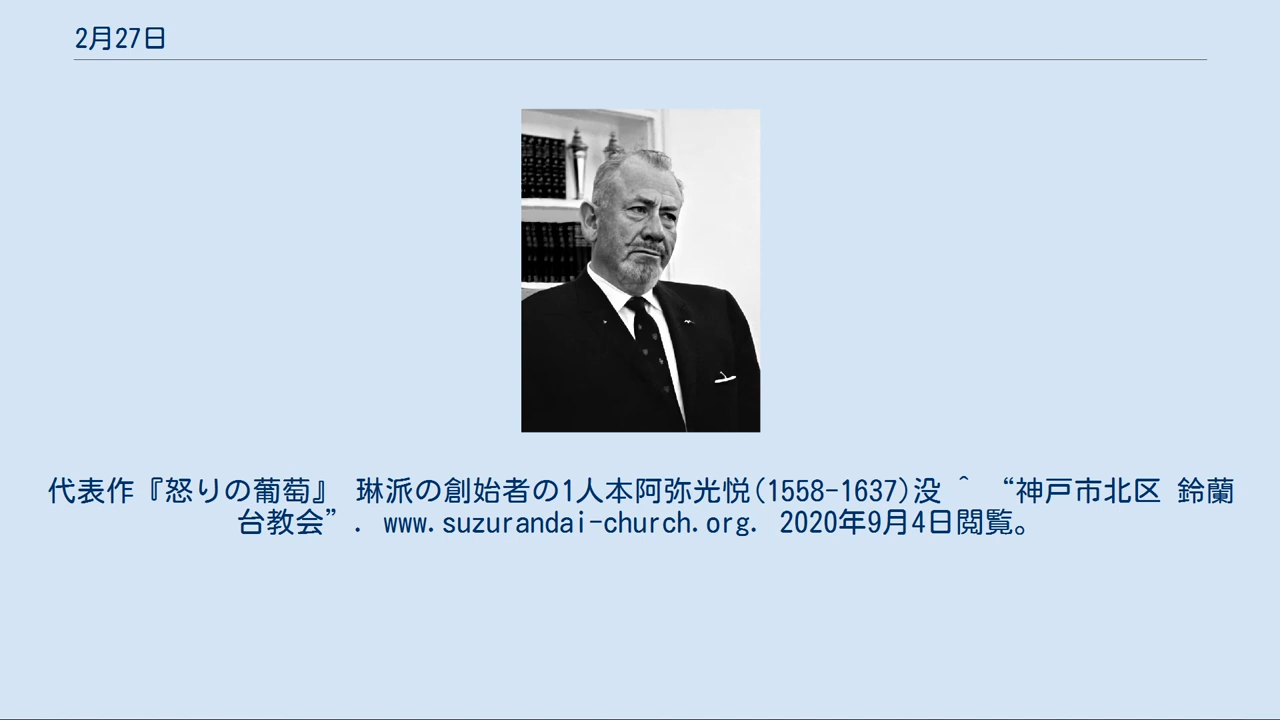 2月27日
代表作『怒りの葡萄』 琳派の創始者の1人本阿弥光悦(1558-1637)没 ^ “神戸市北区 鈴蘭
台教会”. www.suzurandai-church.org. 2020年9月4日閲覧。